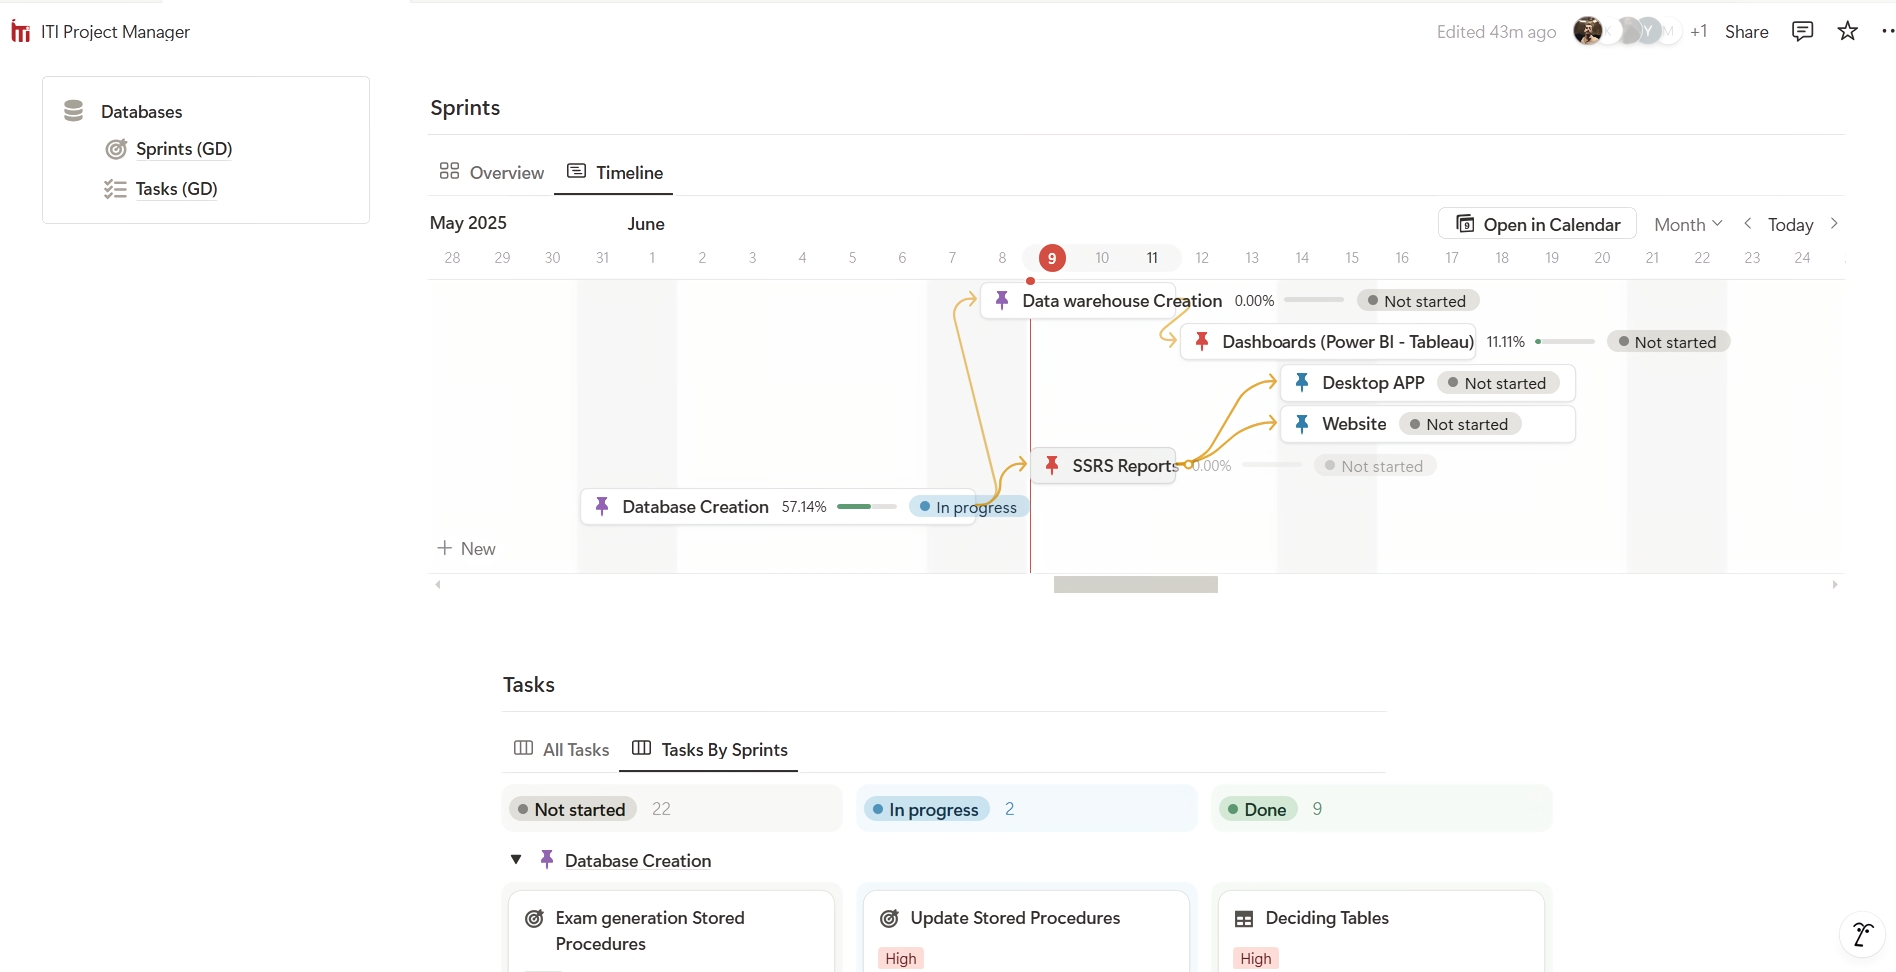 ITI Project Manager
Edited 43m ago
Y
M
+1
Share
Databases
Sprints (GD)
Tasks (GD)
Sprints
Overview
Timeline
May 2025
June
9
Open in Calendar
Month
Today
28 29 30 31 1 2 3 4 5 6 7 8 9 10 11 12 13 14 15 16 17 18 19 20 21 22 23 24
Data warehouse Creation 0.00% Not started
Dashboards (Power BI - Tableau) 11.11% Not started
Desktop APP Not started
Website Not started
SSRS Reports 0.00% Not started
Database Creation 57.14% In progress
New
Tasks
All Tasks
Tasks By Sprints
Not started 22
In progress 2
Done 9
Database Creation
Exam generation Stored
Procedures
Update Stored Procedures
High
Deciding Tables
High